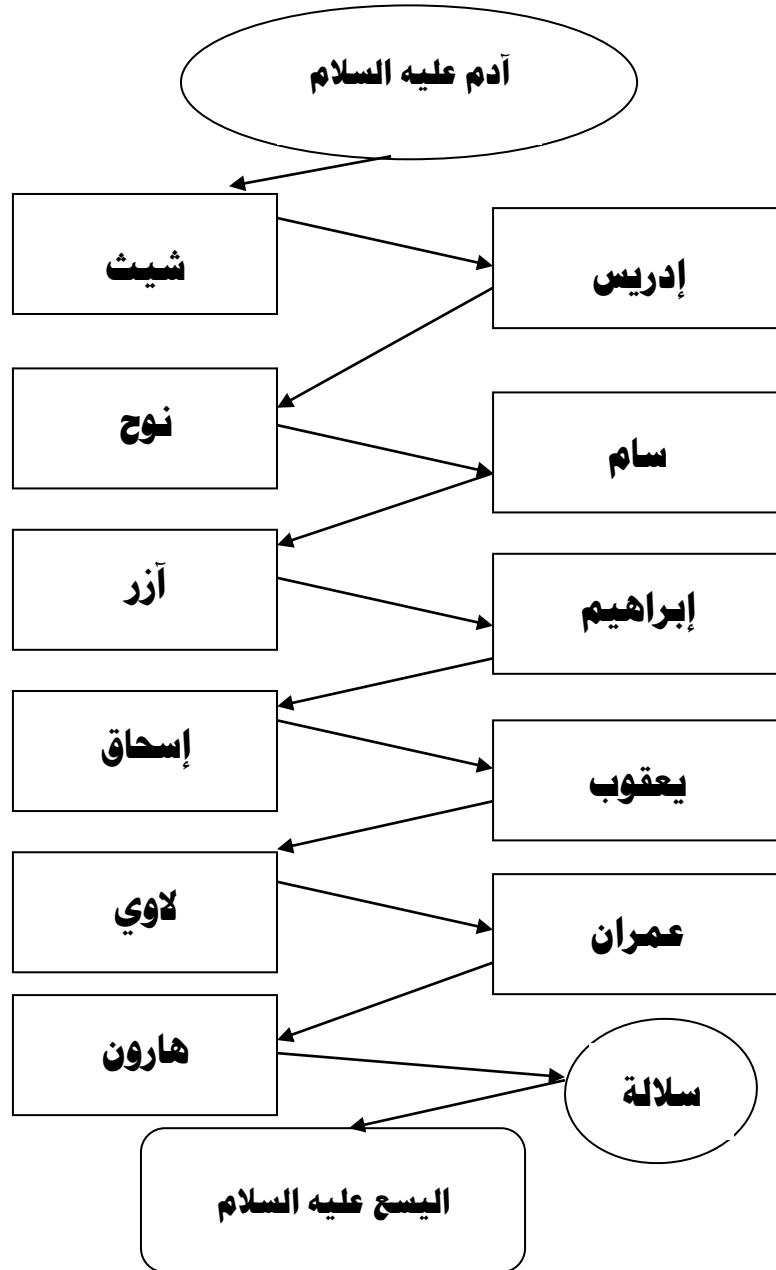 آدم عليه السلام
شيث
إدريس
نوح
سام
آزر
إبراهيم
إسحاق
يعقوب
لاوي
عمران
هارون
سلالة
اليسع عليه السلام